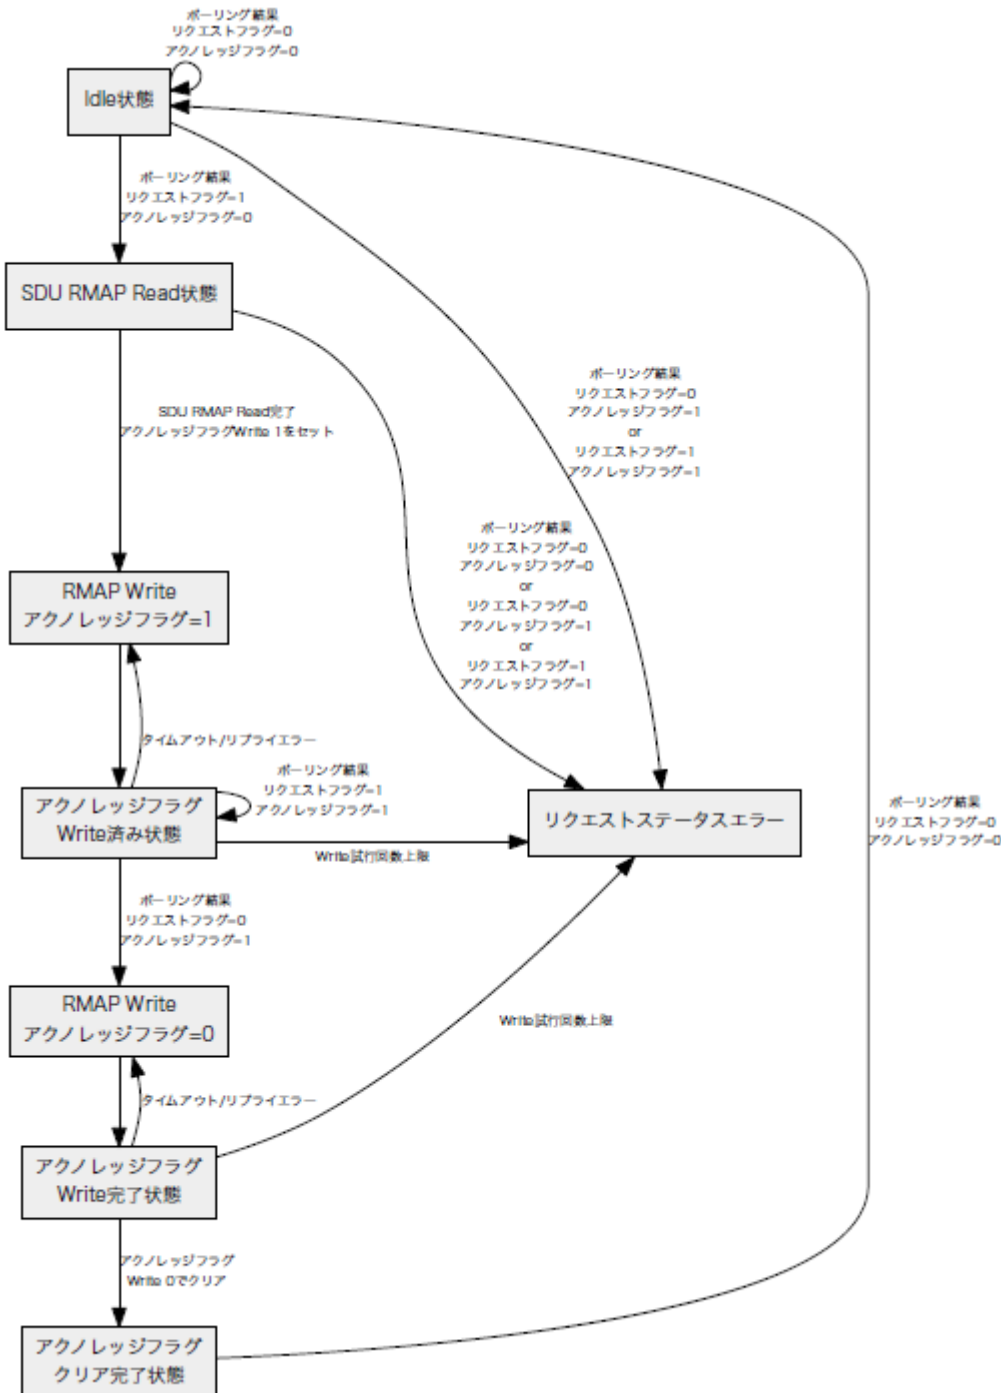 ポーリング結果
リクエストフラグ=0
アクノレッジフラグ=0
Idle状態
ポーリング結果
リクエストフラグ=1
アクノレッジフラグ=0
SDU RMAP Read状態
ポーリング結果
リクエストフラグ=0
アクノレッジフラグ=1
or
リクエストフラグ=1
アクノレッジフラグ=1
SDU RMAP Read完了
アクノレッジフラグWrite 1をセット
ポーリング結果
リクエストフラグ=0
アクノレッジフラグ=0
or
リクエストフラグ=0
アクノレッジフラグ=1
or
リクエストフラグ=1
アクノレッジフラグ=1
RMAP Write
アクノレッジフラグ=1
タイムアウト/リプライエラー
ポーリング結果
リクエストフラグ=1
アクノレッジフラグ=1
アクノレッジフラグ
Write済み状態
リクエストステータスエラー
ポーリング結果
リクエストフラグ=0
アクノレッジフラグ=0
Write試行回数上限
ポーリング結果
リクエストフラグ=0
アクノレッジフラグ=1
RMAP Write
アクノレッジフラグ=0
Write試行回数上限
タイムアウト/リプライエラー
アクノレッジフラグ
Write完了状態
アクノレッジフラグ
Write 0でクリア
アクノレッジフラグ
クリア完了状態